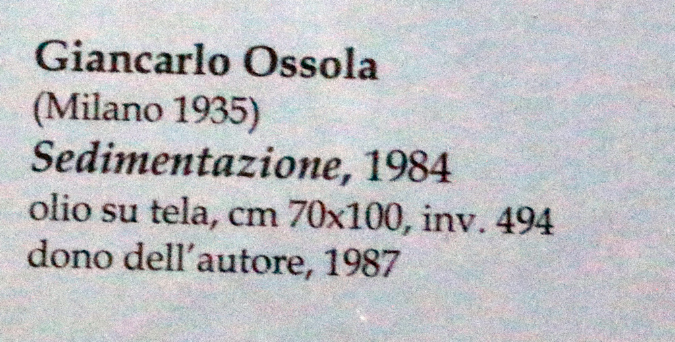 Giancarlo Ossola
(Milano 1935)
Sedimentazione, 1984
olio su tela, cm 70x100, inv. 494
dono dell'autore, 1987